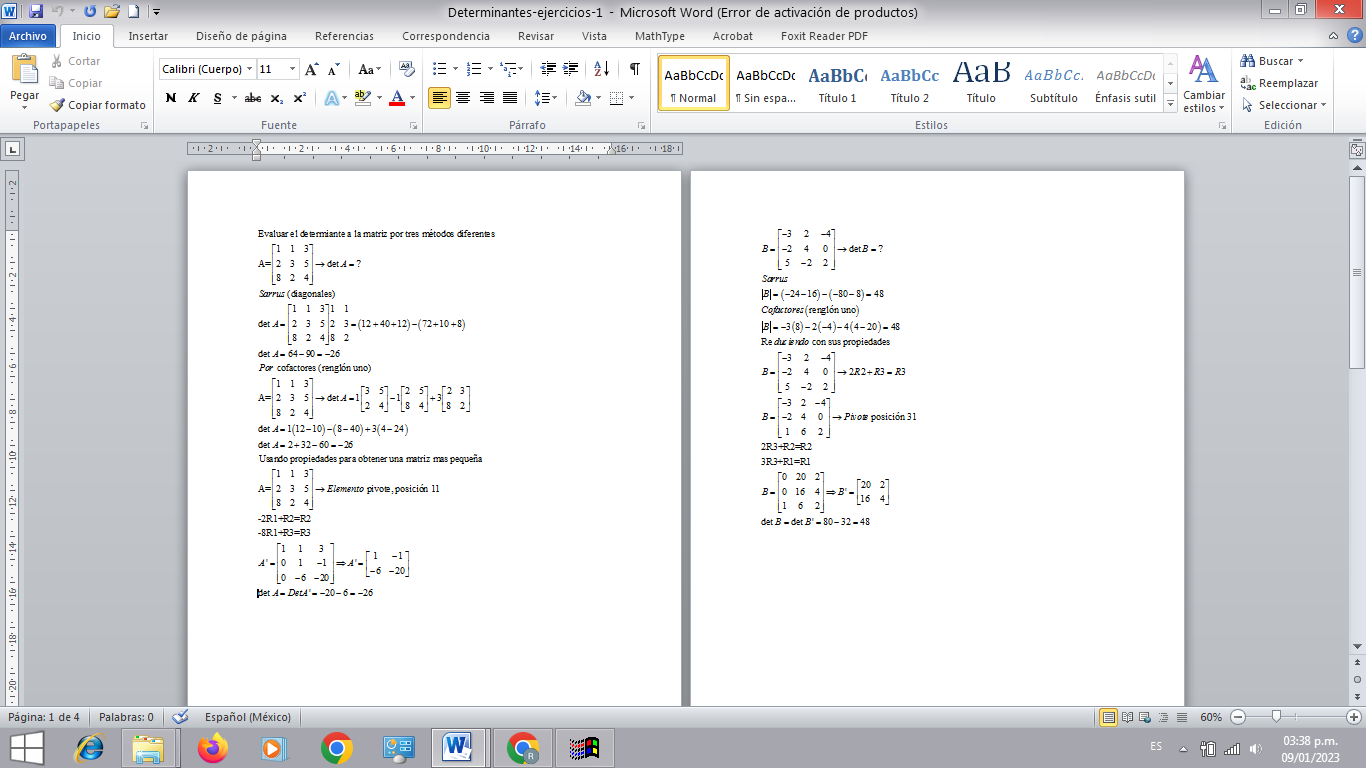 Determinantes-ejercicios-1 - Microsoft Word (Error de activación de productos)
Archivo Inicio Insertar Diseño de página Referencias Correspondencia Revisar Vista MathType Acrobat Foxit Reader PDF
Pegar
Cortar
Copiar
Copiar formato
Portapapeles
Calibri (Cuerpo) 11
N K S abc x₂ x²
Fuente
Párrafo
AaBbCcDc AaBbCcDc AaBbCc AaBbCc AaB AaBbCc. AaBbCcDc
¶ Normal ¶ Sin espa... Título 1 Título 2 Título Subtítulo Énfasis sutil
Cambiar estilos
Estilos
Buscar
Reemplazar
Seleccionar
Edición
Evaluar el determiante a la matriz por tres métodos diferentes
A= [1 1 3
2 3 5 → det A = ?
8 2 4]
Sarrus (diagonales)
det A = [1 1 3] 1 1
[2 3 5] 2 3 = (12 + 40 + 12) − (72 + 10 + 8)
[8 2 4] 8 2
det A = 64 − 90 = −26
Por cofactores (renglón uno)
A= [1 1 3
2 3 5 → det A = 1 [3 5 2 4] − 1 [2 5 8 4] + 3 [2 3 8 2]
8 2 4]
det A = 1(12 − 10) − (8 − 40) + 3(4 − 24)
det A = 2 + 32 − 60 = −26
Usando propiedades para obtener una matriz mas pequeña
A= [1 1 3
2 3 5 → Elemento pivote, posición 11
8 2 4]
-2R1+R2=R2
-8R1+R3=R3
A' = [1 1 3
0 1 −1 ⇒ A' = [1 −1 −6 −20]
0 −6 −20]
det A = DetA' = −20 − 6 = −26
B = [−3 2 −4
−2 4 0 → det B = ?
5 −2 2]
Sarrus
|B| = (−24 − 16) − (−80 − 8) = 48
Cofactores (renglón uno)
|B| = −3(8) − 2(−4) − 4(4 − 20) = 48
Re duciendo con sus propiedades
B = [−3 2 −4
−2 4 0 → 2R2 + R3 = R3
5 −2 2]
B = [−3 2 −4
−2 4 0 → Pivote posición 31
1 6 2]
2R3+R2=R2
3R3+R1=R1
B = [0 20 2
0 16 4 ⇒ B' = [20 2 16 4]
1 6 2]
det B = det B' = 80 − 32 = 48
Página: 1 de 4 Palabras: 0 Español (México) 60%
ES 03:38 p.m.
09/01/2023